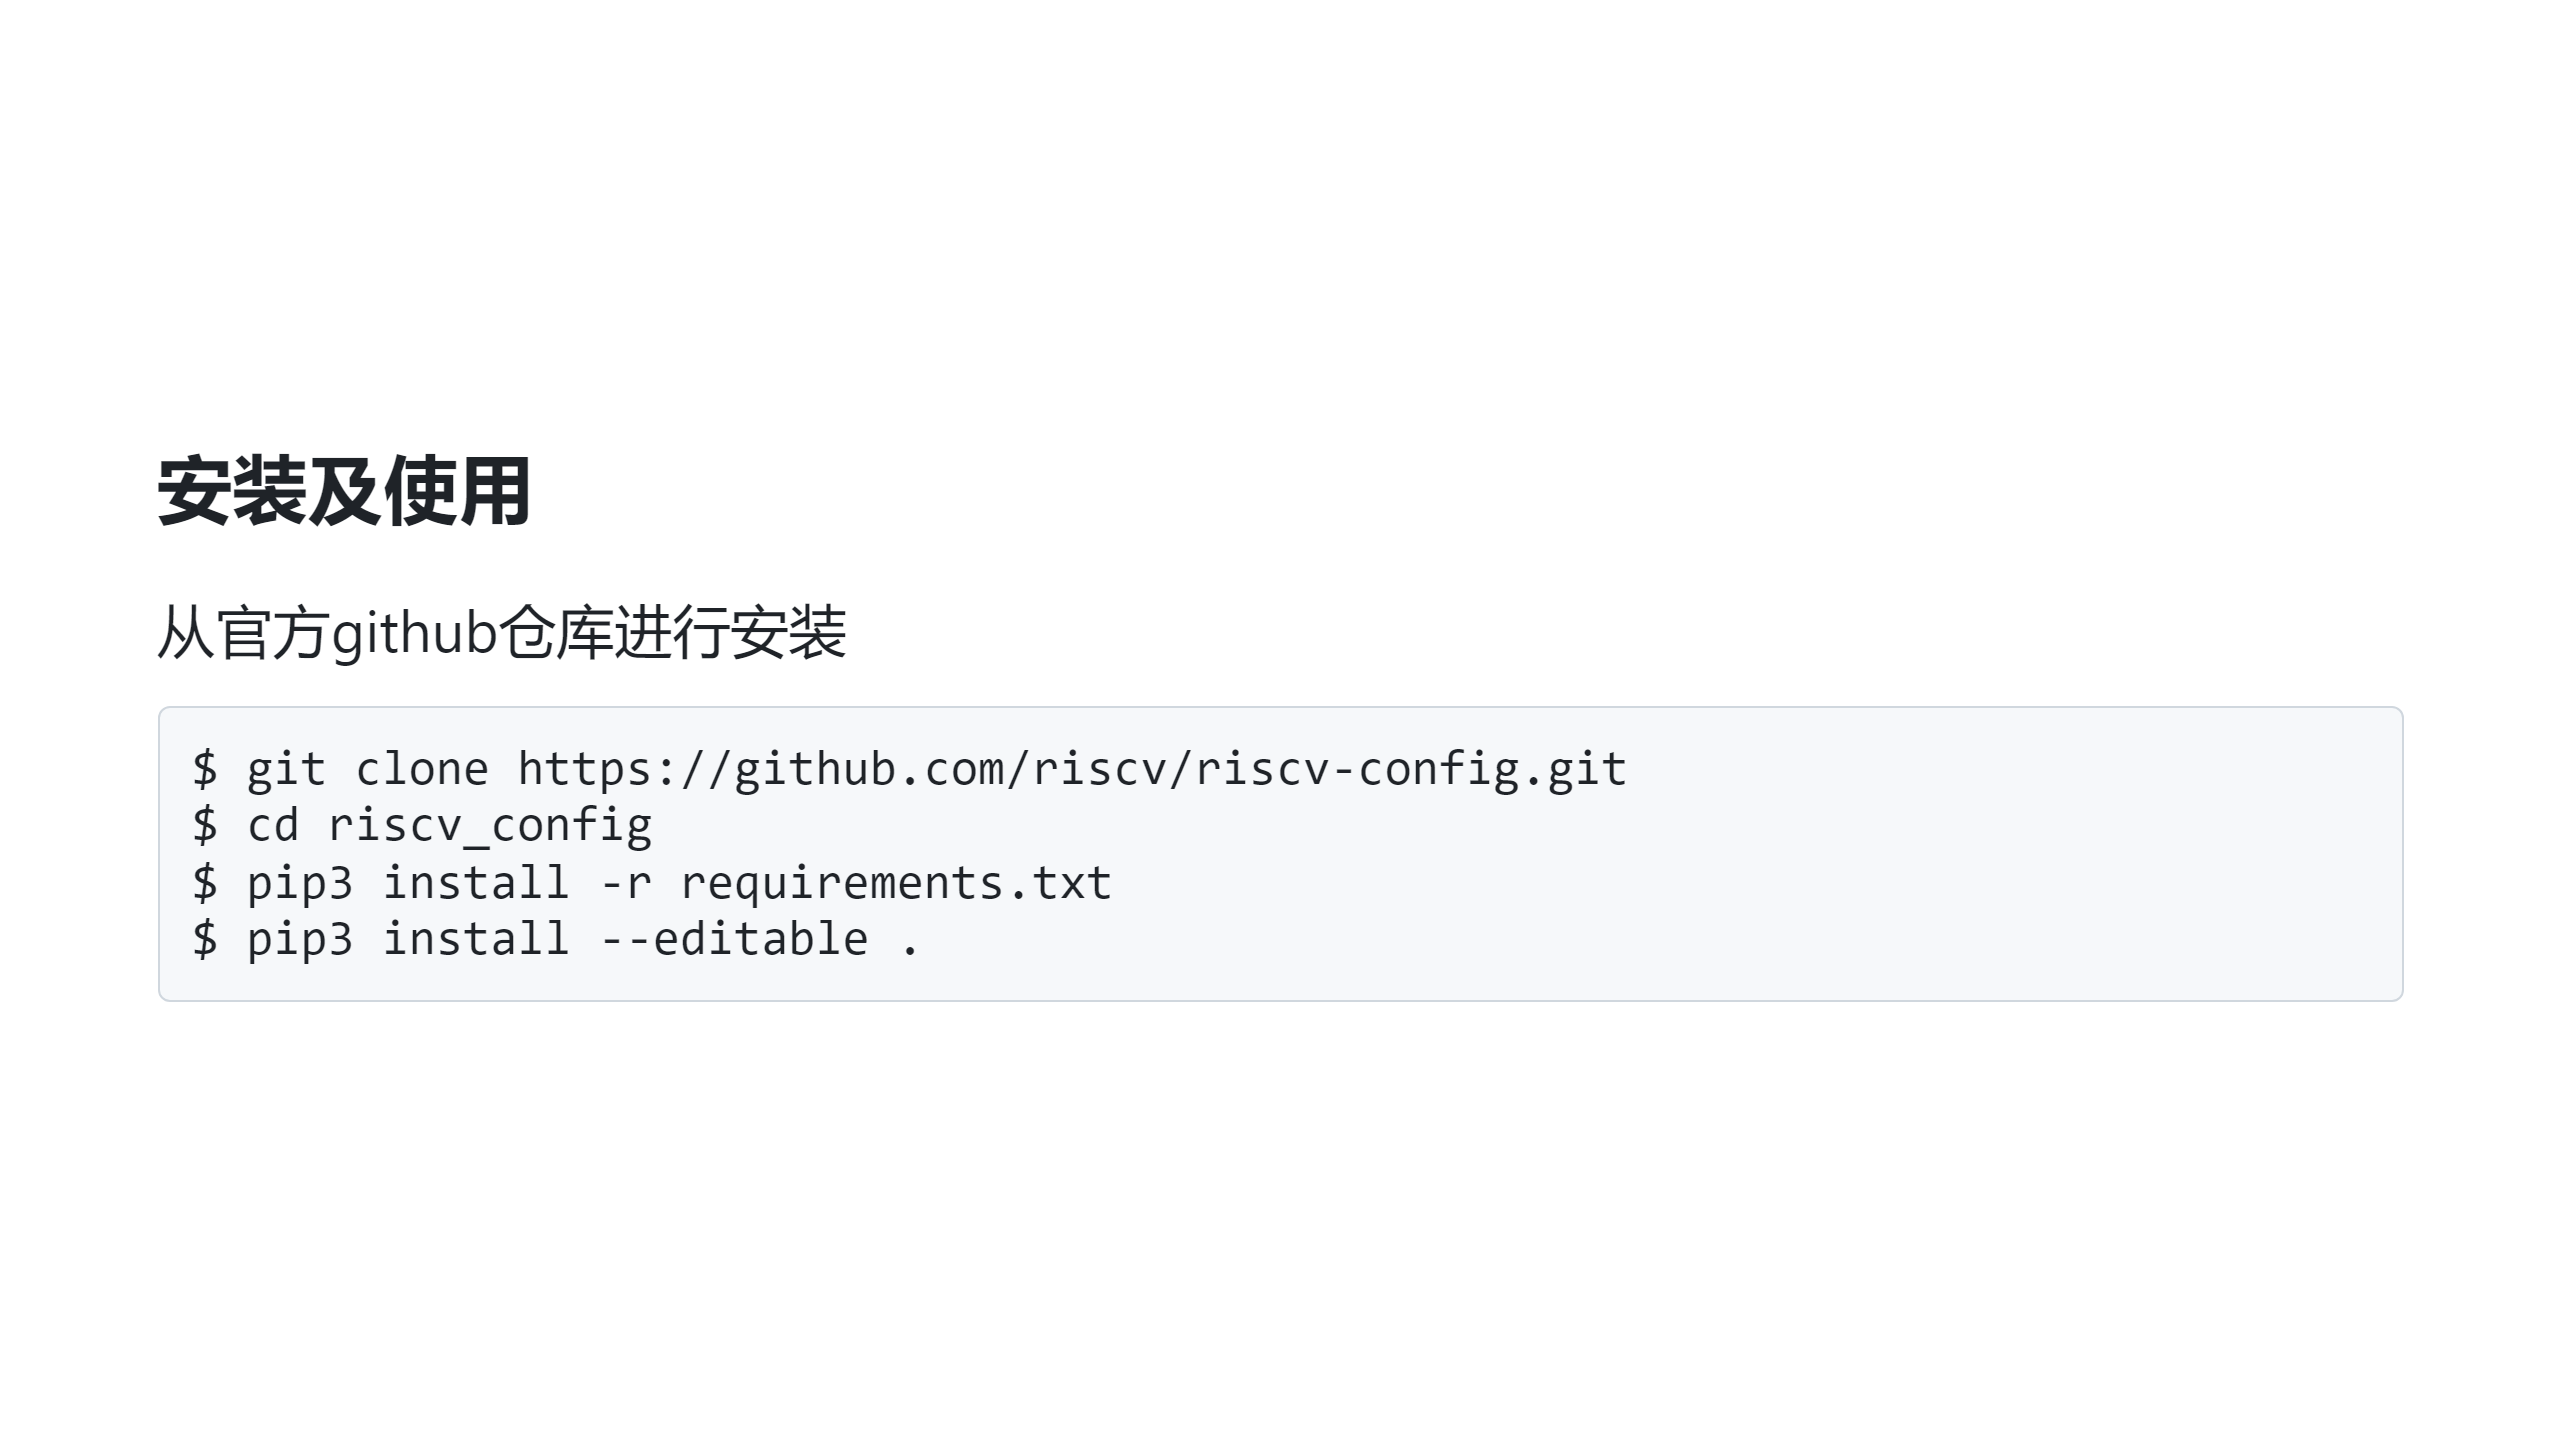 安装及使用
从官方github仓库进行安装
$ git clone https://github.com/riscv/riscv-config.git
$ cd riscv_config
$ pip3 install -r requirements.txt
$ pip3 install --editable .